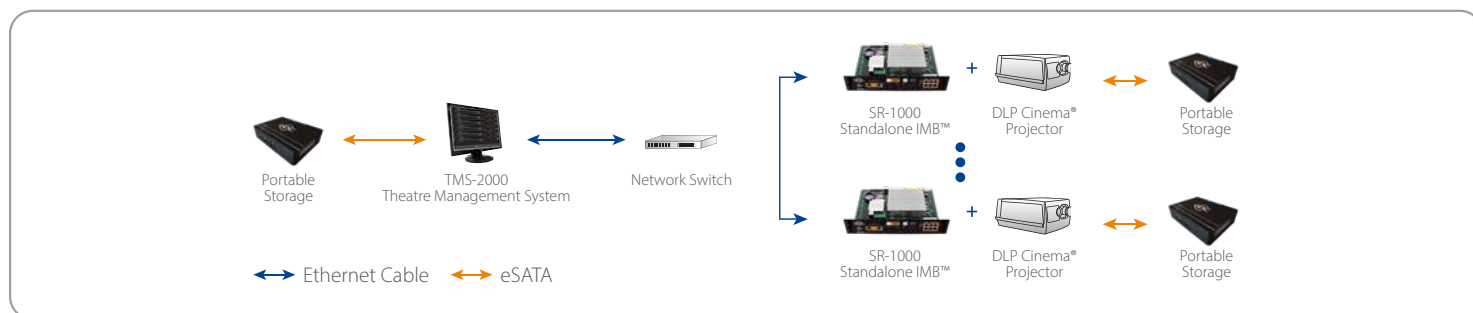 SR-1000
Standalone IMB™
DLP Cinema®
Projector
Portable
Storage
Portable
Storage
TMS-2000
Theatre Management System
Network Switch
SR-1000
Standalone IMB™
DLP Cinema®
Projector
Portable
Storage
Ethernet Cable
eSATA